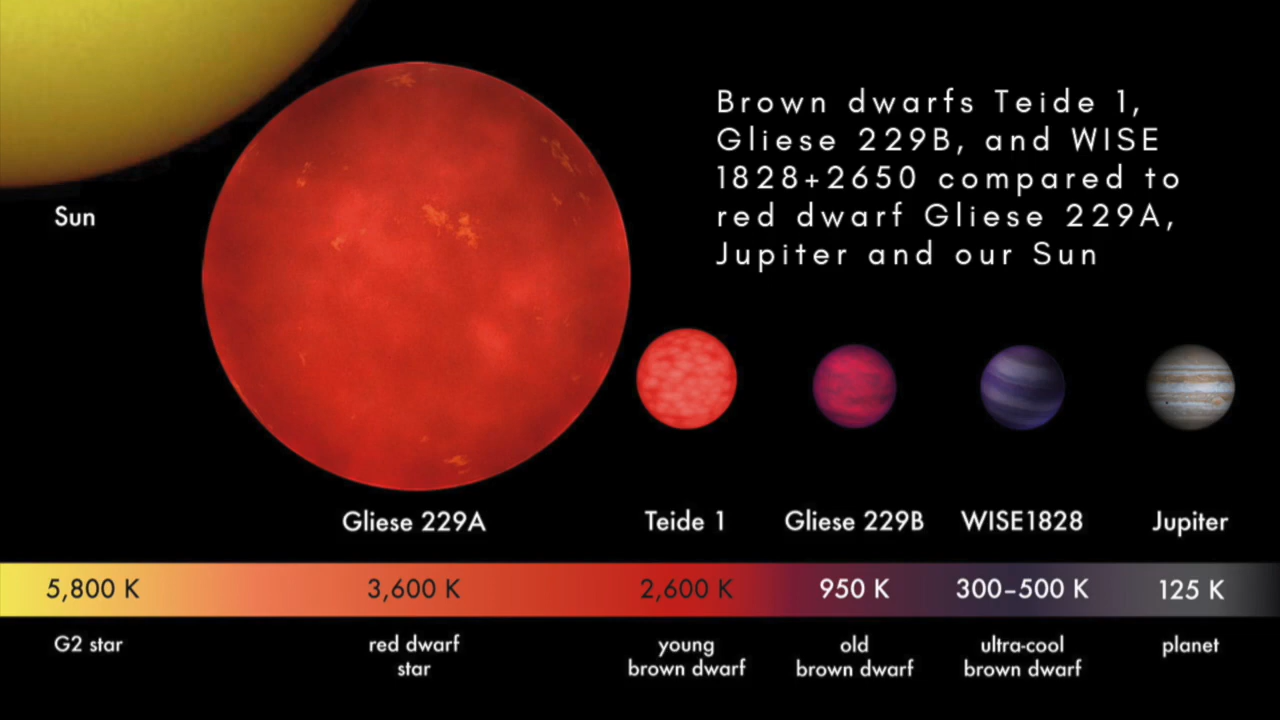 Brown dwarfs Teide 1,
Gliese 229B, and WISE
1828+2650 compared to
red dwarf Gliese 229A,
Jupiter and our Sun
Sun
Gliese 229A
Teide 1
Gliese 229B
WISE1828
Jupiter
5,800 K
3,600 K
2,600 K
950 K
300–500 K
125 K
G2 star
red dwarf
star
young
brown dwarf
old
brown dwarf
ultra-cool
brown dwarf
planet